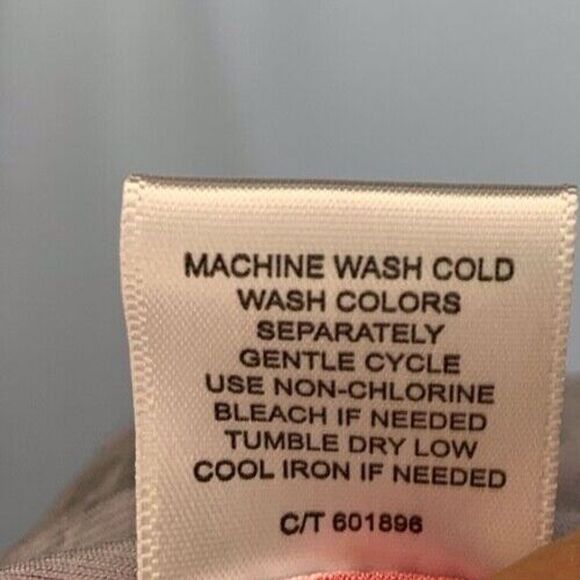 MACHINE WASH COLD
WASH COLORS
SEPARATELY
GENTLE CYCLE
USE NON-CHLORINE
BLEACH IF NEEDED
TUMBLE DRY LOW
COOL IRON IF NEEDED
C/T 601896